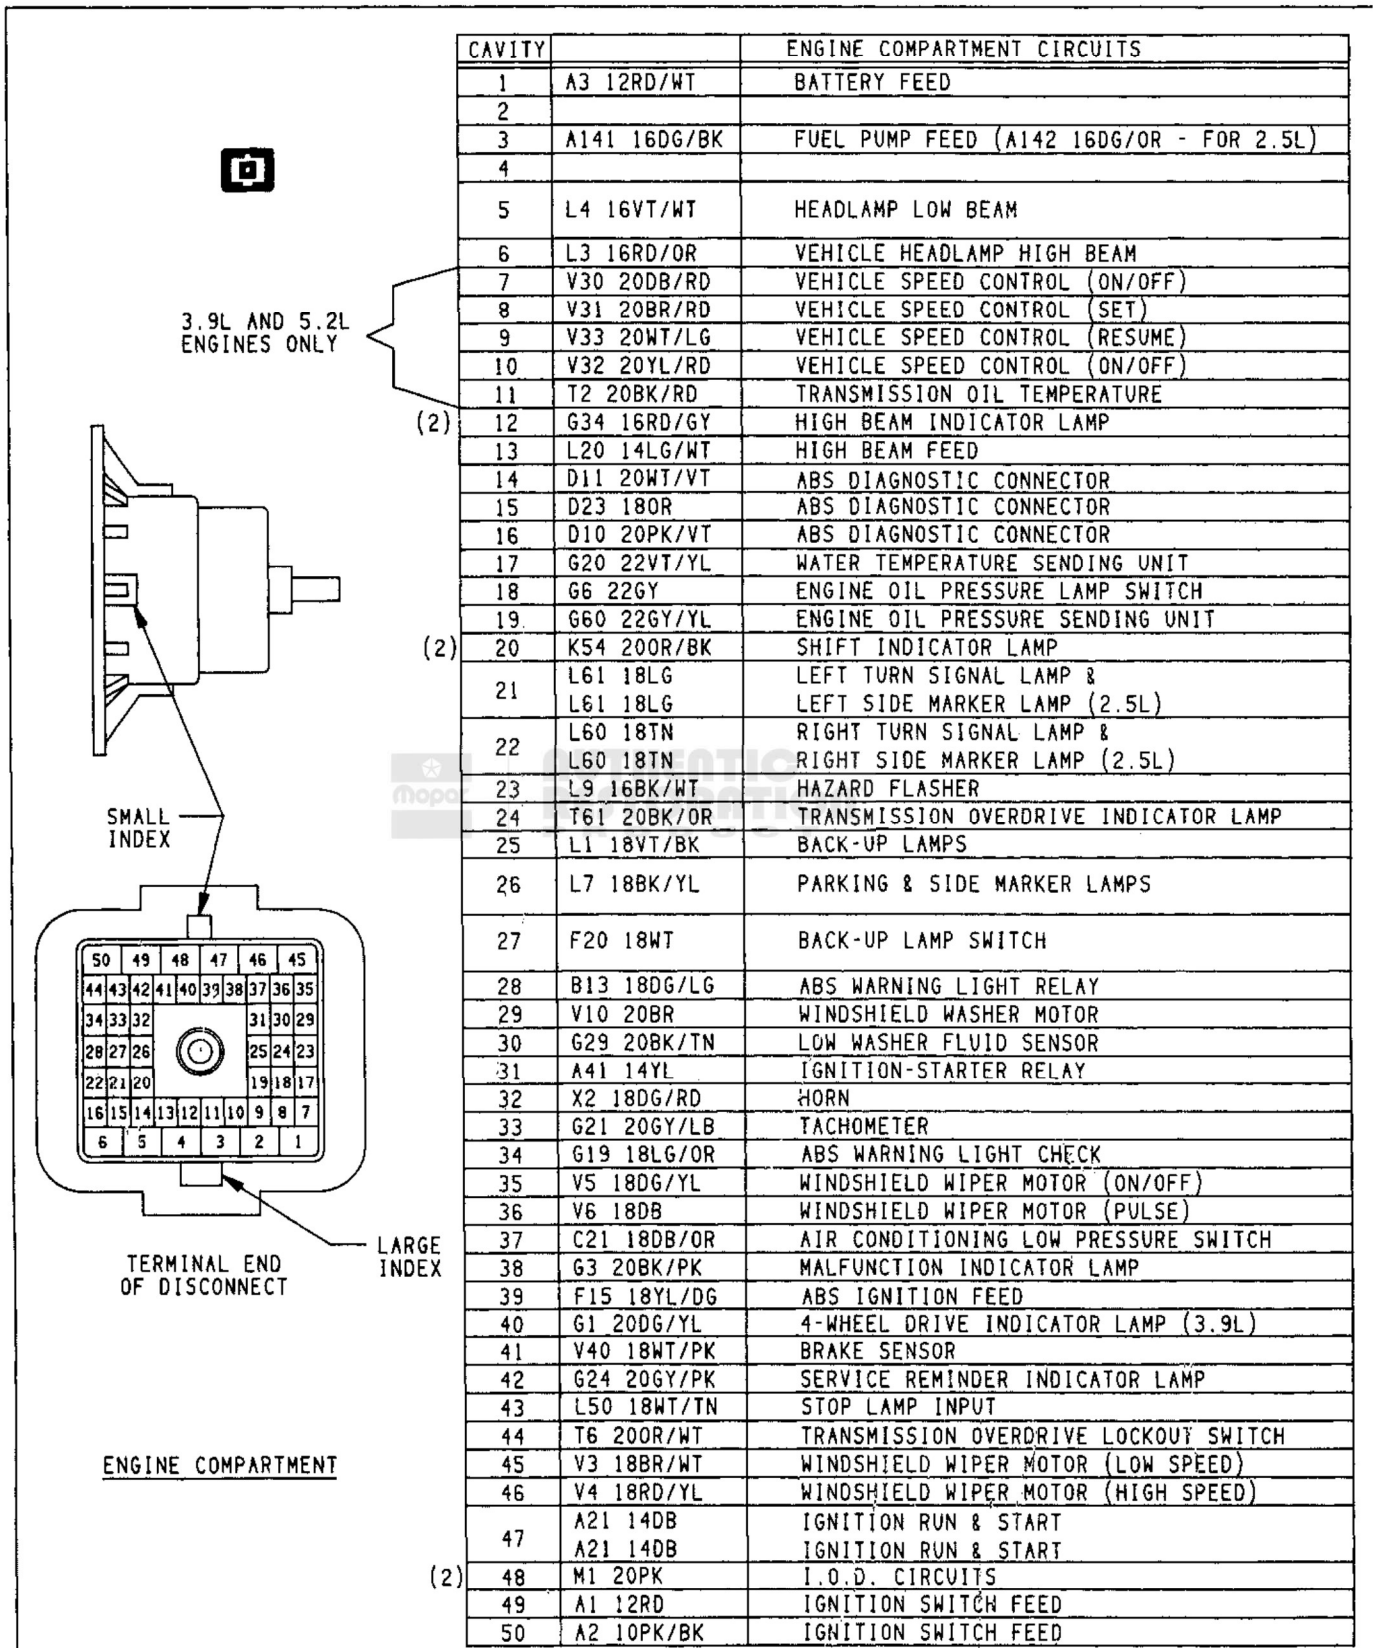 CAVITY ENGINE COMPARTMENT CIRCUITS
1 A3 12RD/WT BATTERY FEED
2
3 A141 16DG/BK FUEL PUMP FEED (A142 16DG/OR - FOR 2.5L)
4
5 L4 16VT/WT HEADLAMP LOW BEAM
6 L3 16RD/OR VEHICLE HEADLAMP HIGH BEAM
7 V30 20DB/RD VEHICLE SPEED CONTROL (ON/OFF)
8 V31 20BR/RD VEHICLE SPEED CONTROL (SET)
9 V33 20WT/LG VEHICLE SPEED CONTROL (RESUME)
10 V32 20YL/RD VEHICLE SPEED CONTROL (ON/OFF)
11 T2 20BK/RD TRANSMISSION OIL TEMPERATURE
3.9L AND 5.2L
ENGINES ONLY
(2) 12 G34 16RD/GY HIGH BEAM INDICATOR LAMP
13 L20 14LG/WT HIGH BEAM FEED
14 D11 20WT/VT ABS DIAGNOSTIC CONNECTOR
15 D23 18OR ABS DIAGNOSTIC CONNECTOR
16 D10 20PK/VT ABS DIAGNOSTIC CONNECTOR
17 G20 22VT/YL WATER TEMPERATURE SENDING UNIT
18 G6 22GY ENGINE OIL PRESSURE LAMP SWITCH
19 G60 22GY/YL ENGINE OIL PRESSURE SENDING UNIT
(2) 20 K54 20OR/BK SHIFT INDICATOR LAMP
21 L61 18LG LEFT TURN SIGNAL LAMP &
L61 18LG LEFT SIDE MARKER LAMP (2.5L)
22 L60 18TN RIGHT TURN SIGNAL LAMP &
L60 18TN RIGHT SIDE MARKER LAMP (2.5L)
23 L9 16BK/WT HAZARD FLASHER
24 T61 20BK/OR TRANSMISSION OVERDRIVE INDICATOR LAMP
25 L1 18VT/BK BACK-UP LAMPS
26 L7 18BK/YL PARKING & SIDE MARKER LAMPS
27 F20 18WT BACK-UP LAMP SWITCH
28 B13 18DG/LG ABS WARNING LIGHT RELAY
29 V10 20BR WINDSHIELD WASHER MOTOR
30 G29 20BK/TN LOW WASHER FLUID SENSOR
31 A41 14YL IGNITION-STARTER RELAY
32 X2 18DG/RD HORN
33 G21 20GY/LB TACHOMETER
34 G19 18LG/OR ABS WARNING LIGHT CHECK
35 V5 18DG/YL WINDSHIELD WIPER MOTOR (ON/OFF)
36 V6 18DB WINDSHIELD WIPER MOTOR (PULSE)
37 C21 18DB/OR AIR CONDITIONING LOW PRESSURE SWITCH
38 G3 20BK/PK MALFUNCTION INDICATOR LAMP
39 F15 18YL/DG ABS IGNITION FEED
40 G1 20DG/YL 4-WHEEL DRIVE INDICATOR LAMP (3.9L)
41 V40 18WT/PK BRAKE SENSOR
42 G24 20GY/PK SERVICE REMINDER INDICATOR LAMP
43 L50 18WT/TN STOP LAMP INPUT
44 T6 20OR/WT TRANSMISSION OVERDRIVE LOCKOUT SWITCH
45 V3 18BR/WT WINDSHIELD WIPER MOTOR (LOW SPEED)
46 V4 18RD/YL WINDSHIELD WIPER MOTOR (HIGH SPEED)
47 A21 14DB IGNITION RUN & START
A21 14DB IGNITION RUN & START
(2) 48 M1 20PK I.O.D. CIRCUITS
49 A1 12RD IGNITION SWITCH FEED
50 A2 10PK/BK IGNITION SWITCH FEED
Mopar AUTHENTIC
RESTORATION
PRODUCT
SMALL
INDEX
50 49 48 47 46 45
44 43 42 41 40 39 38 37 36 35
34 33 32 31 30 29
28 27 26 25 24 23
22 21 20 19 18 17
16 15 14 13 12 11 10 9 8 7
6 5 4 3 2 1
LARGE
INDEX
TERMINAL END
OF DISCONNECT
ENGINE COMPARTMENT